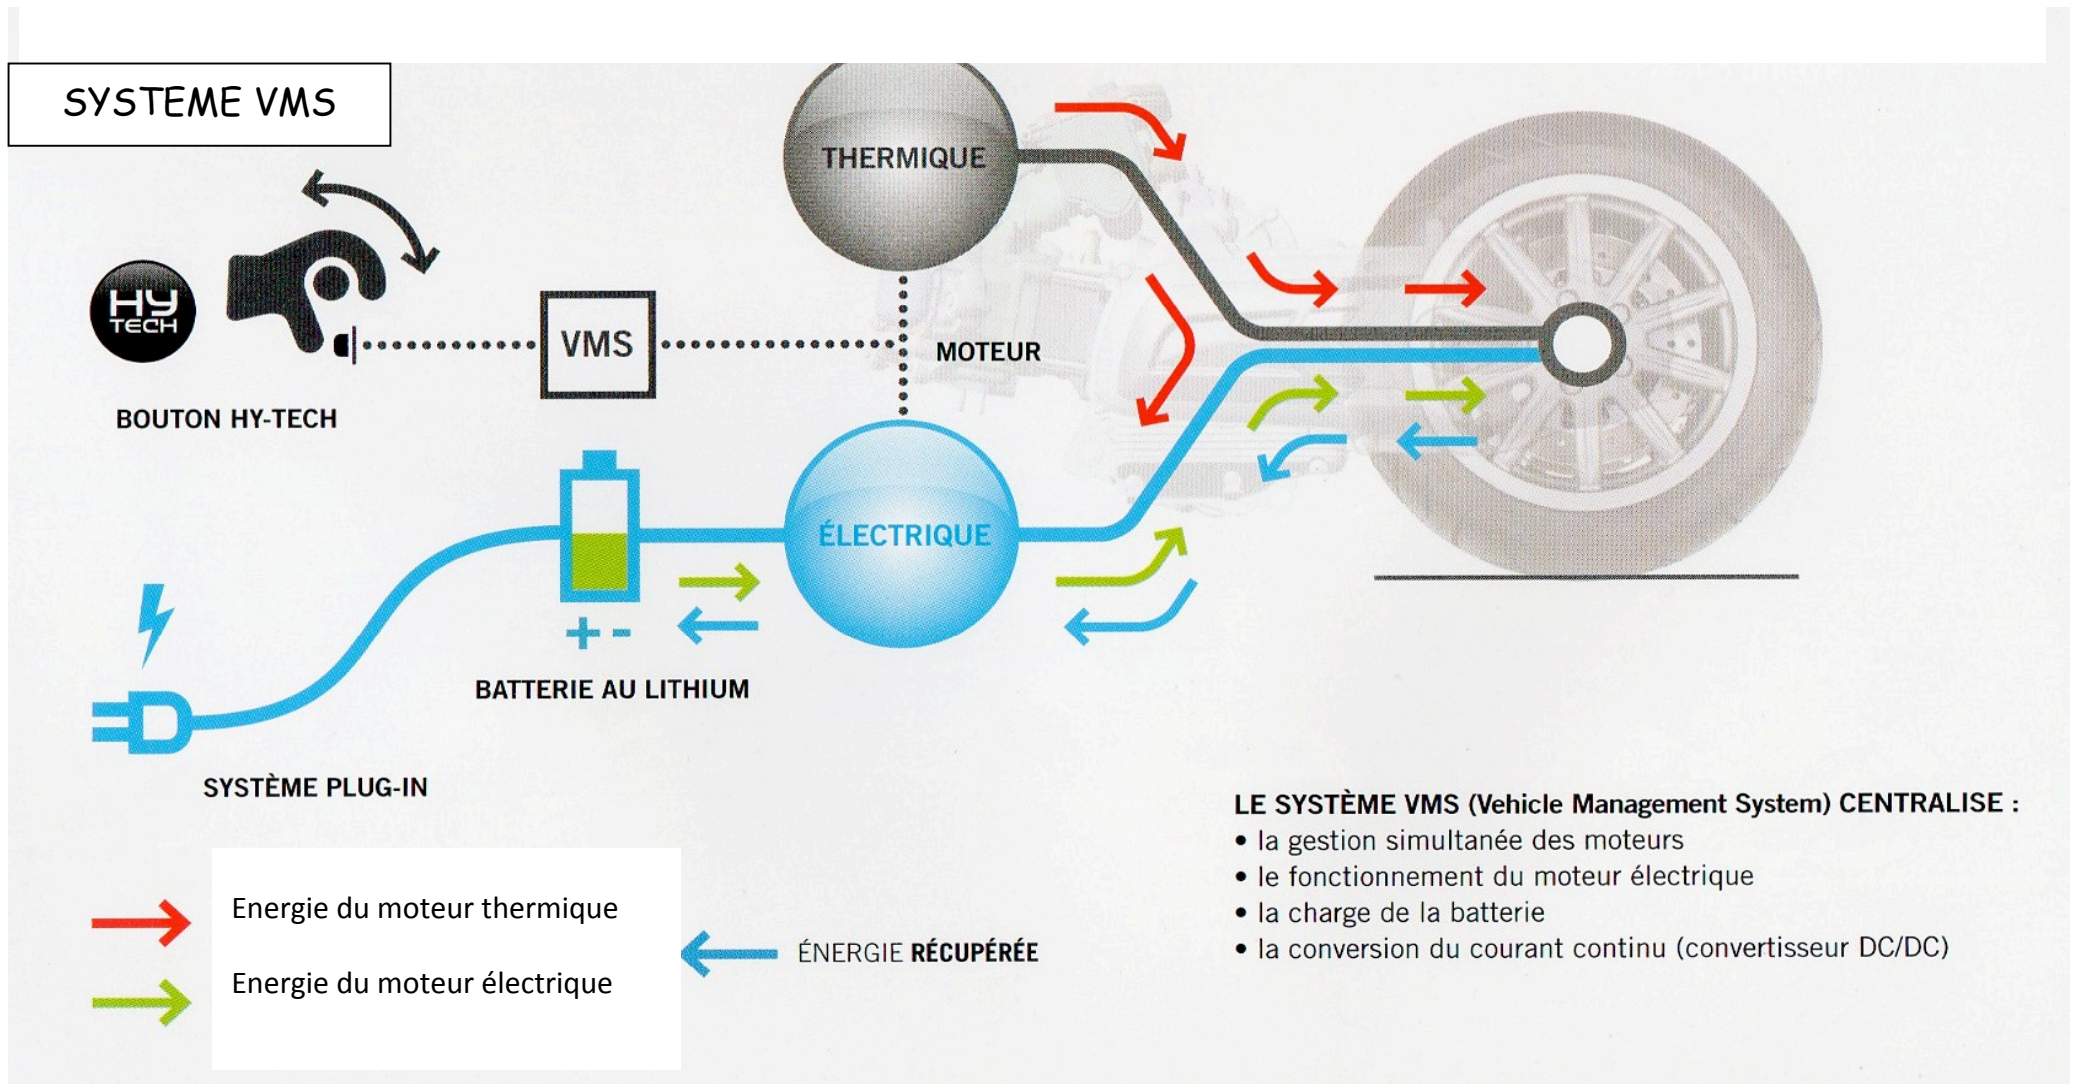 SYSTEME VMS
THERMIQUE
HY
TECH
VMS
MOTEUR
BOUTON HY-TECH
ÉLECTRIQUE
+ -
BATTERIE AU LITHIUM
SYSTÈME PLUG-IN
LE SYSTÈME VMS (Vehicle Management System) CENTRALISE :
• la gestion simultanée des moteurs
• le fonctionnement du moteur électrique
• la charge de la batterie
• la conversion du courant continu (convertisseur DC/DC)
Energie du moteur thermique
Energie du moteur électrique
ÉNERGIE RÉCUPÉRÉE